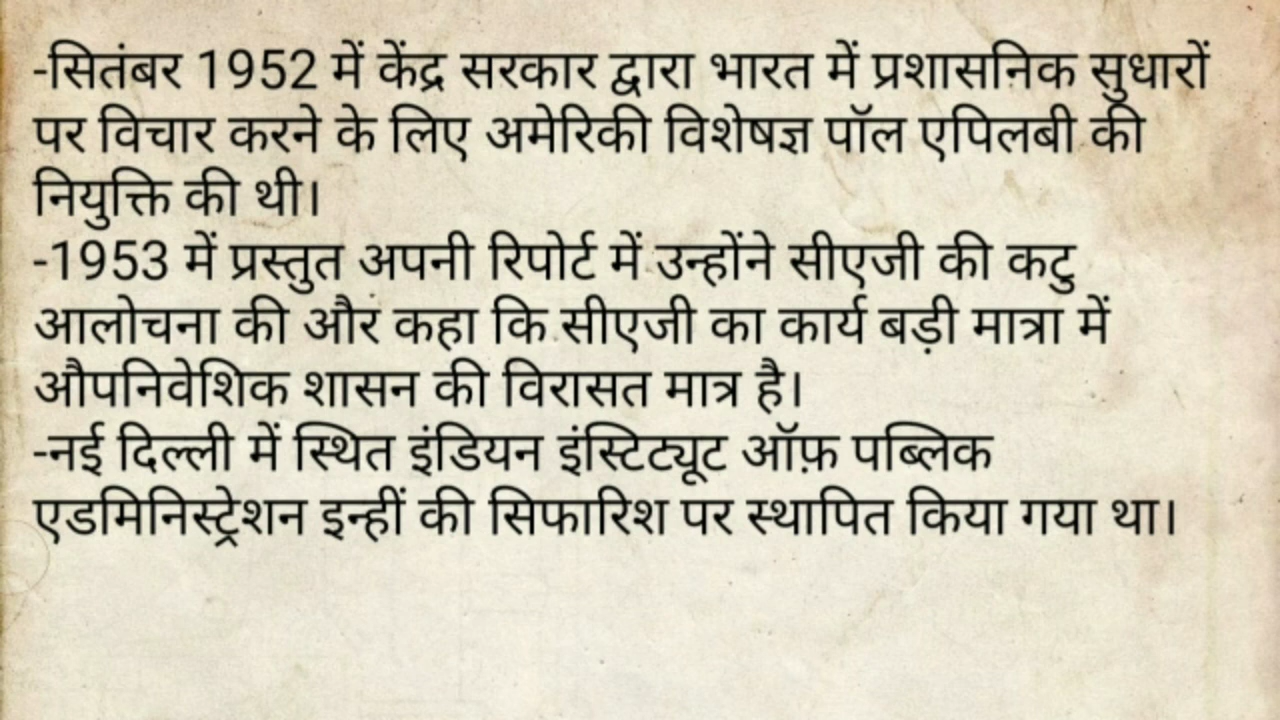 -सितंबर 1952 में केंद्र सरकार द्वारा भारत में प्रशासनिक सुधारों
पर विचार करने के लिए अमेरिकी विशेषज्ञ पॉल एपिलबी की
नियुक्ति की थी।
-1953 में प्रस्तुत अपनी रिपोर्ट में उन्होंने सीएजी की कटु
आलोचना की और कहा कि सीएजी का कार्य बड़ी मात्रा में
औपनिवेशिक शासन की विरासत मात्र है।
-नई दिल्ली में स्थित इंडियन इंस्टिट्यूट ऑफ़ पब्लिक
एडमिनिस्ट्रेशन इन्हीं की सिफारिश पर स्थापित किया गया था।